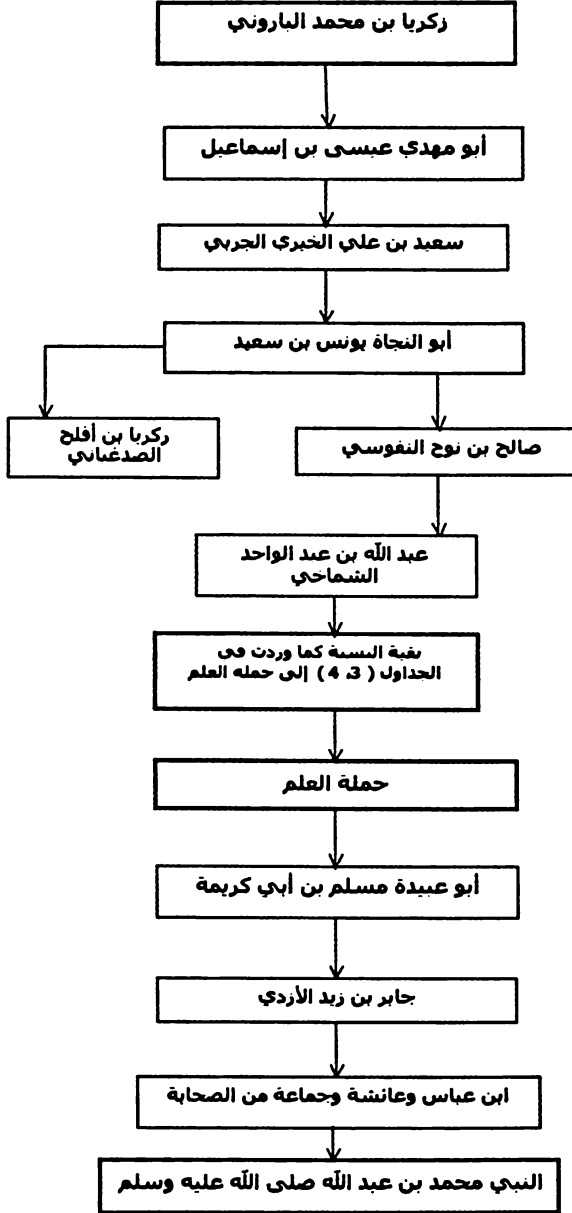 زكريا بن محمد الباروني
أبو مهدي عيسى بن إسماعيل
سعيد بن علي الخيري الجربي
أبو النجاة يونس بن سعيد
صالح بن نوح النفوسي
زكريا بن أفلح
الصدغياني
عبد الله بن عبد الواحد
الشماخي
بقية النسبة كما وردت في
الجداول ( 3، 4 ) إلى حملة العلم
حملة العلم
أبو عبيدة مسلم بن أبي كريمة
جابر بن زيد الأزدي
ابن عباس وعائشة وجماعة من الصحابة
النبي محمد بن عبد الله صلى الله عليه وسلم